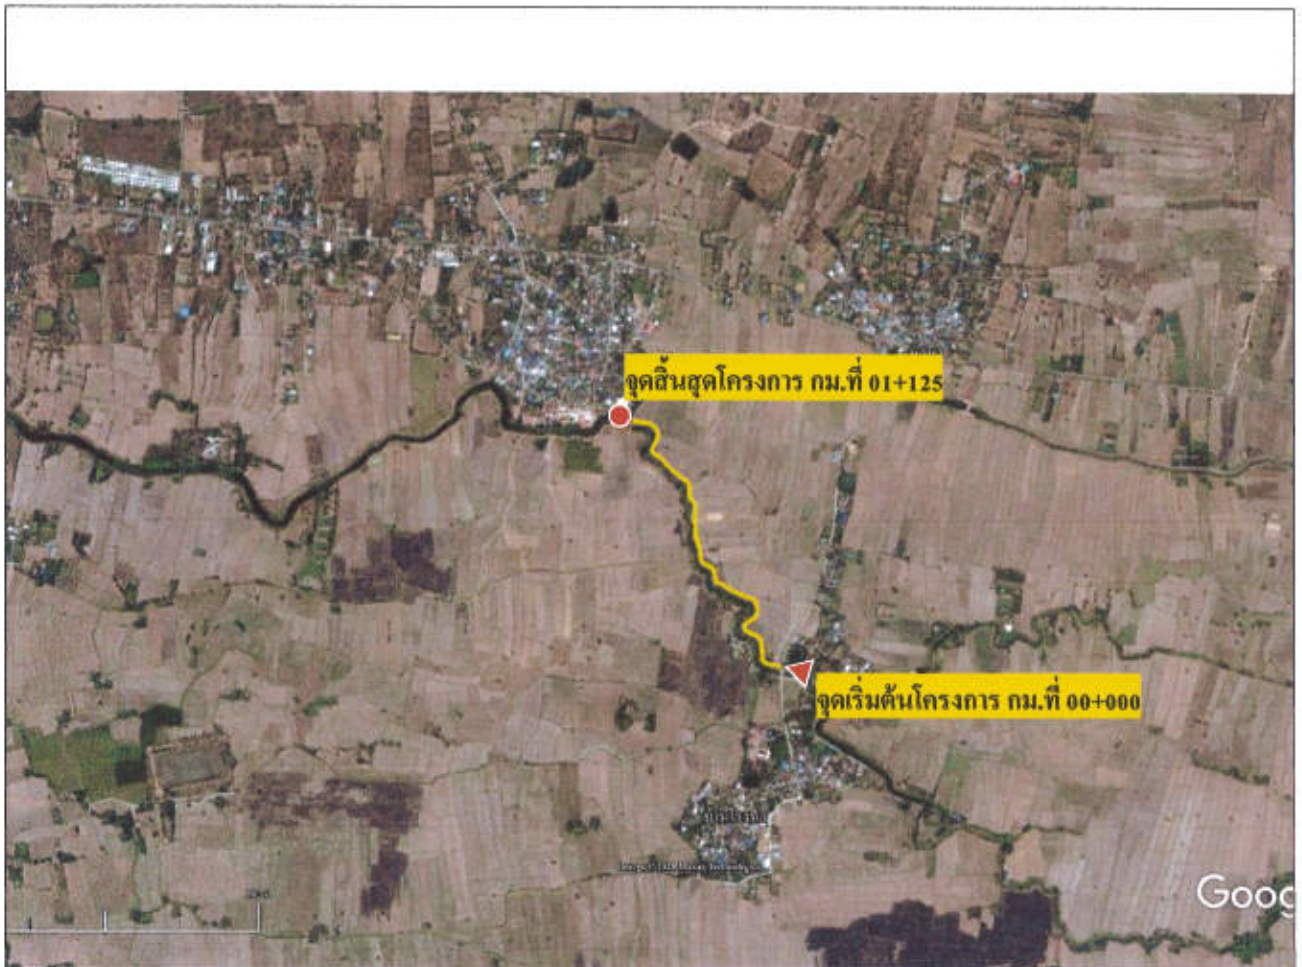 จุดสิ้นสุดโครงการ กม.ที่ 01+125
จุดเริ่มต้นโครงการ กม.ที่ 00+000
Goog